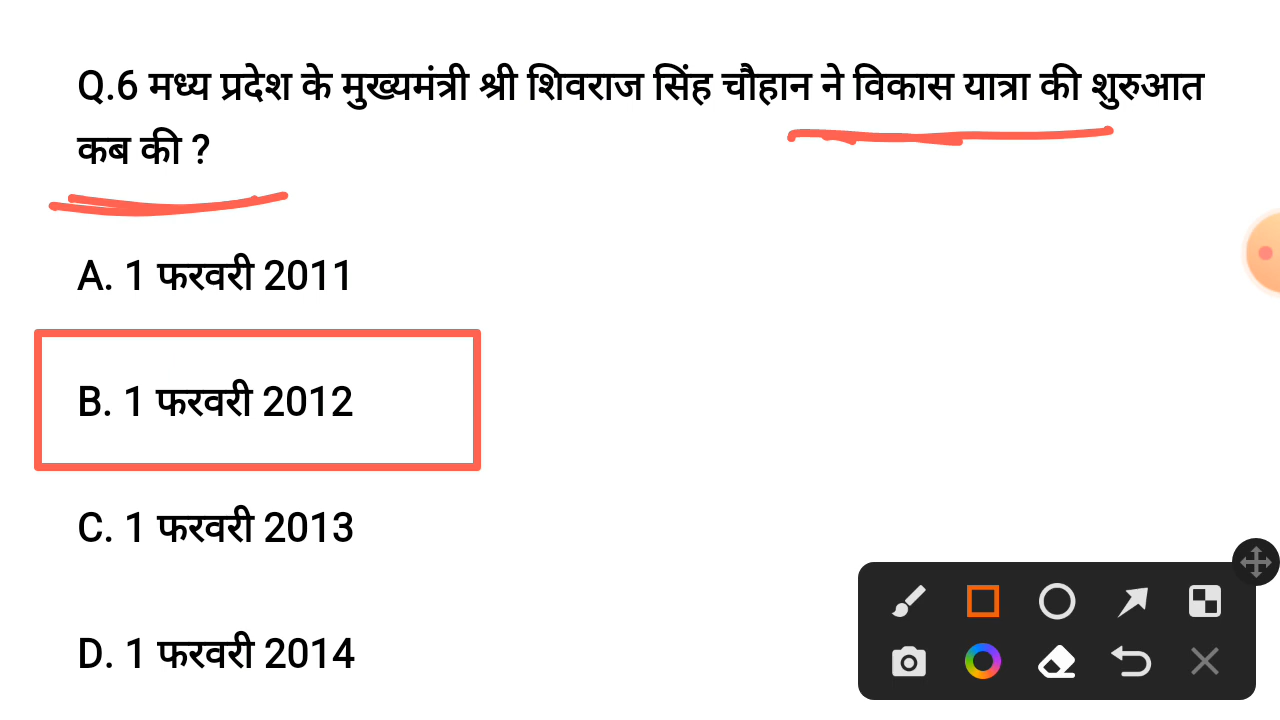 Q.6 मध्य प्रदेश के मुख्यमंत्री श्री शिवराज सिंह चौहान ने विकास यात्रा की शुरुआत
कब की ?
A. 1 फरवरी 2011
B. 1 फरवरी 2012
C. 1 फरवरी 2013
D. 1 फरवरी 2014